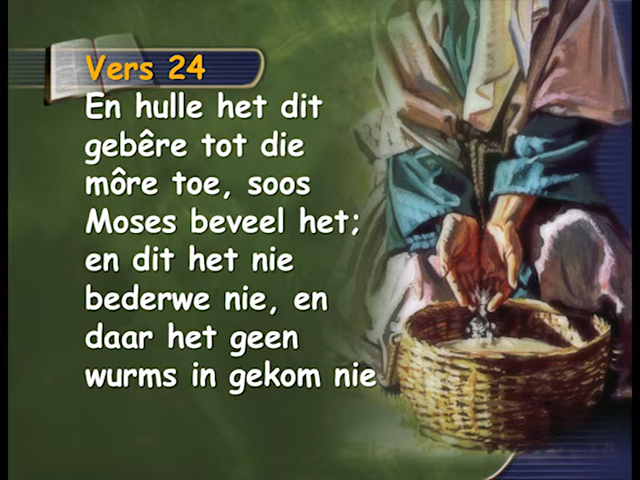 Vers 24
En hulle het dit
gebêre tot die
môre toe, soos
Moses beveel het;
en dit het nie
bederwe nie, en
daar het geen
wurms in gekom nie